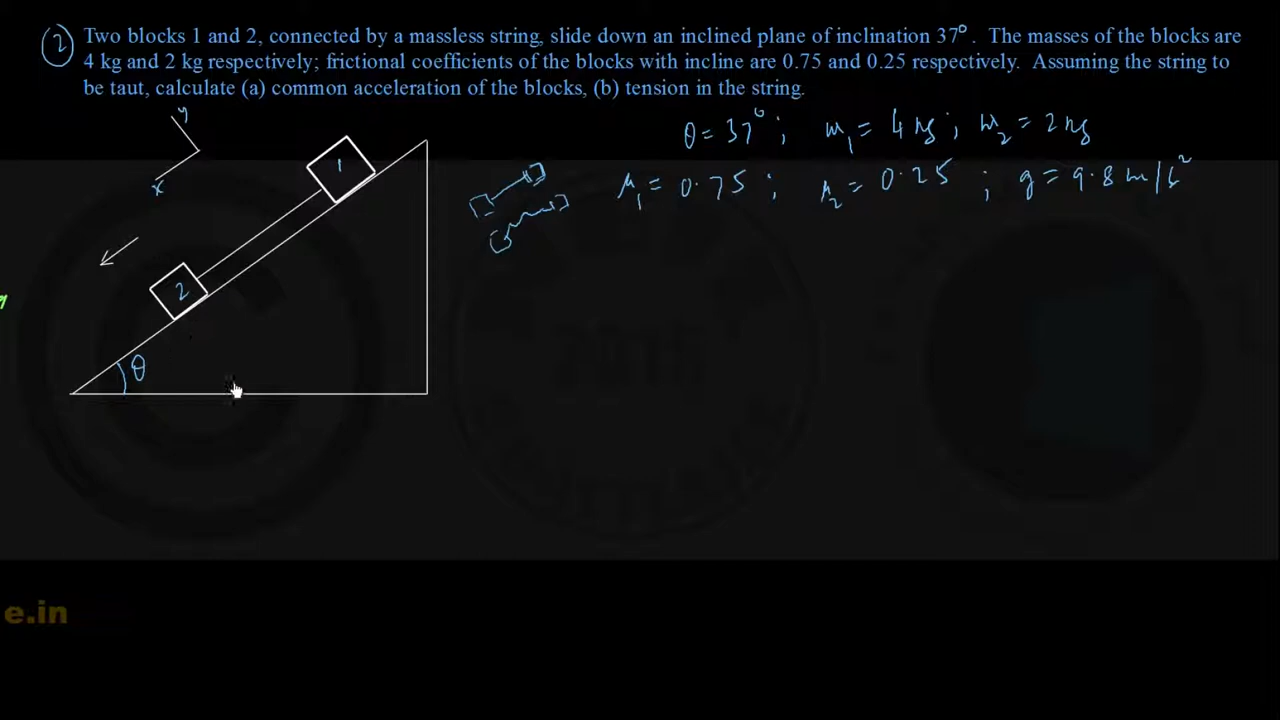 2 Two blocks 1 and 2, connected by a massless string, slide down an inclined plane of inclination 37°. The masses of the blocks are
4 kg and 2 kg respectively; frictional coefficients of the blocks with incline are 0.75 and 0.25 respectively. Assuming the string to
be taut, calculate (a) common acceleration of the blocks, (b) tension in the string.
θ = 37° ; m₁ = 4 kg ; m₂ = 2 kg
μ₁ = 0.75 ; μ₂ = 0.25 ; g = 9.8 m/s²
y
x
1
2
θ
e.in